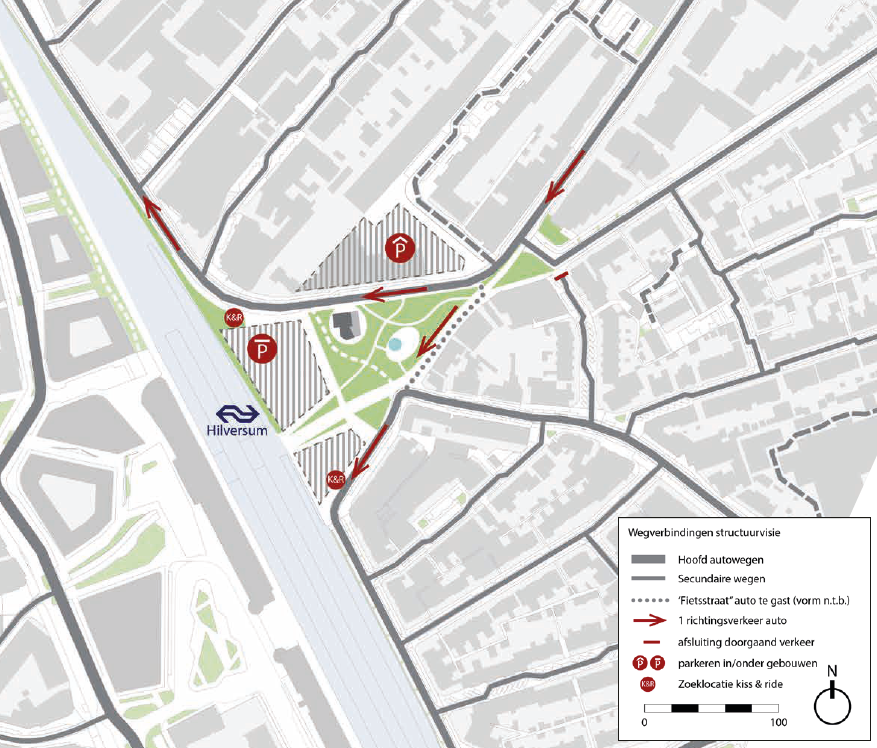 P
K&R
P
Hilversum
K&R
Wegverbindingen structuurvisie
Hoofd autowegen
Secundaire wegen
'Fietsstraat" auto te gast (vorm n.t.b.)
1 richtingsverkeer auto
afsluiting doorgaand verkeer
P P parkeren in/onder gebouwen
K&R Zoeklocatie kiss & ride
N
0 100